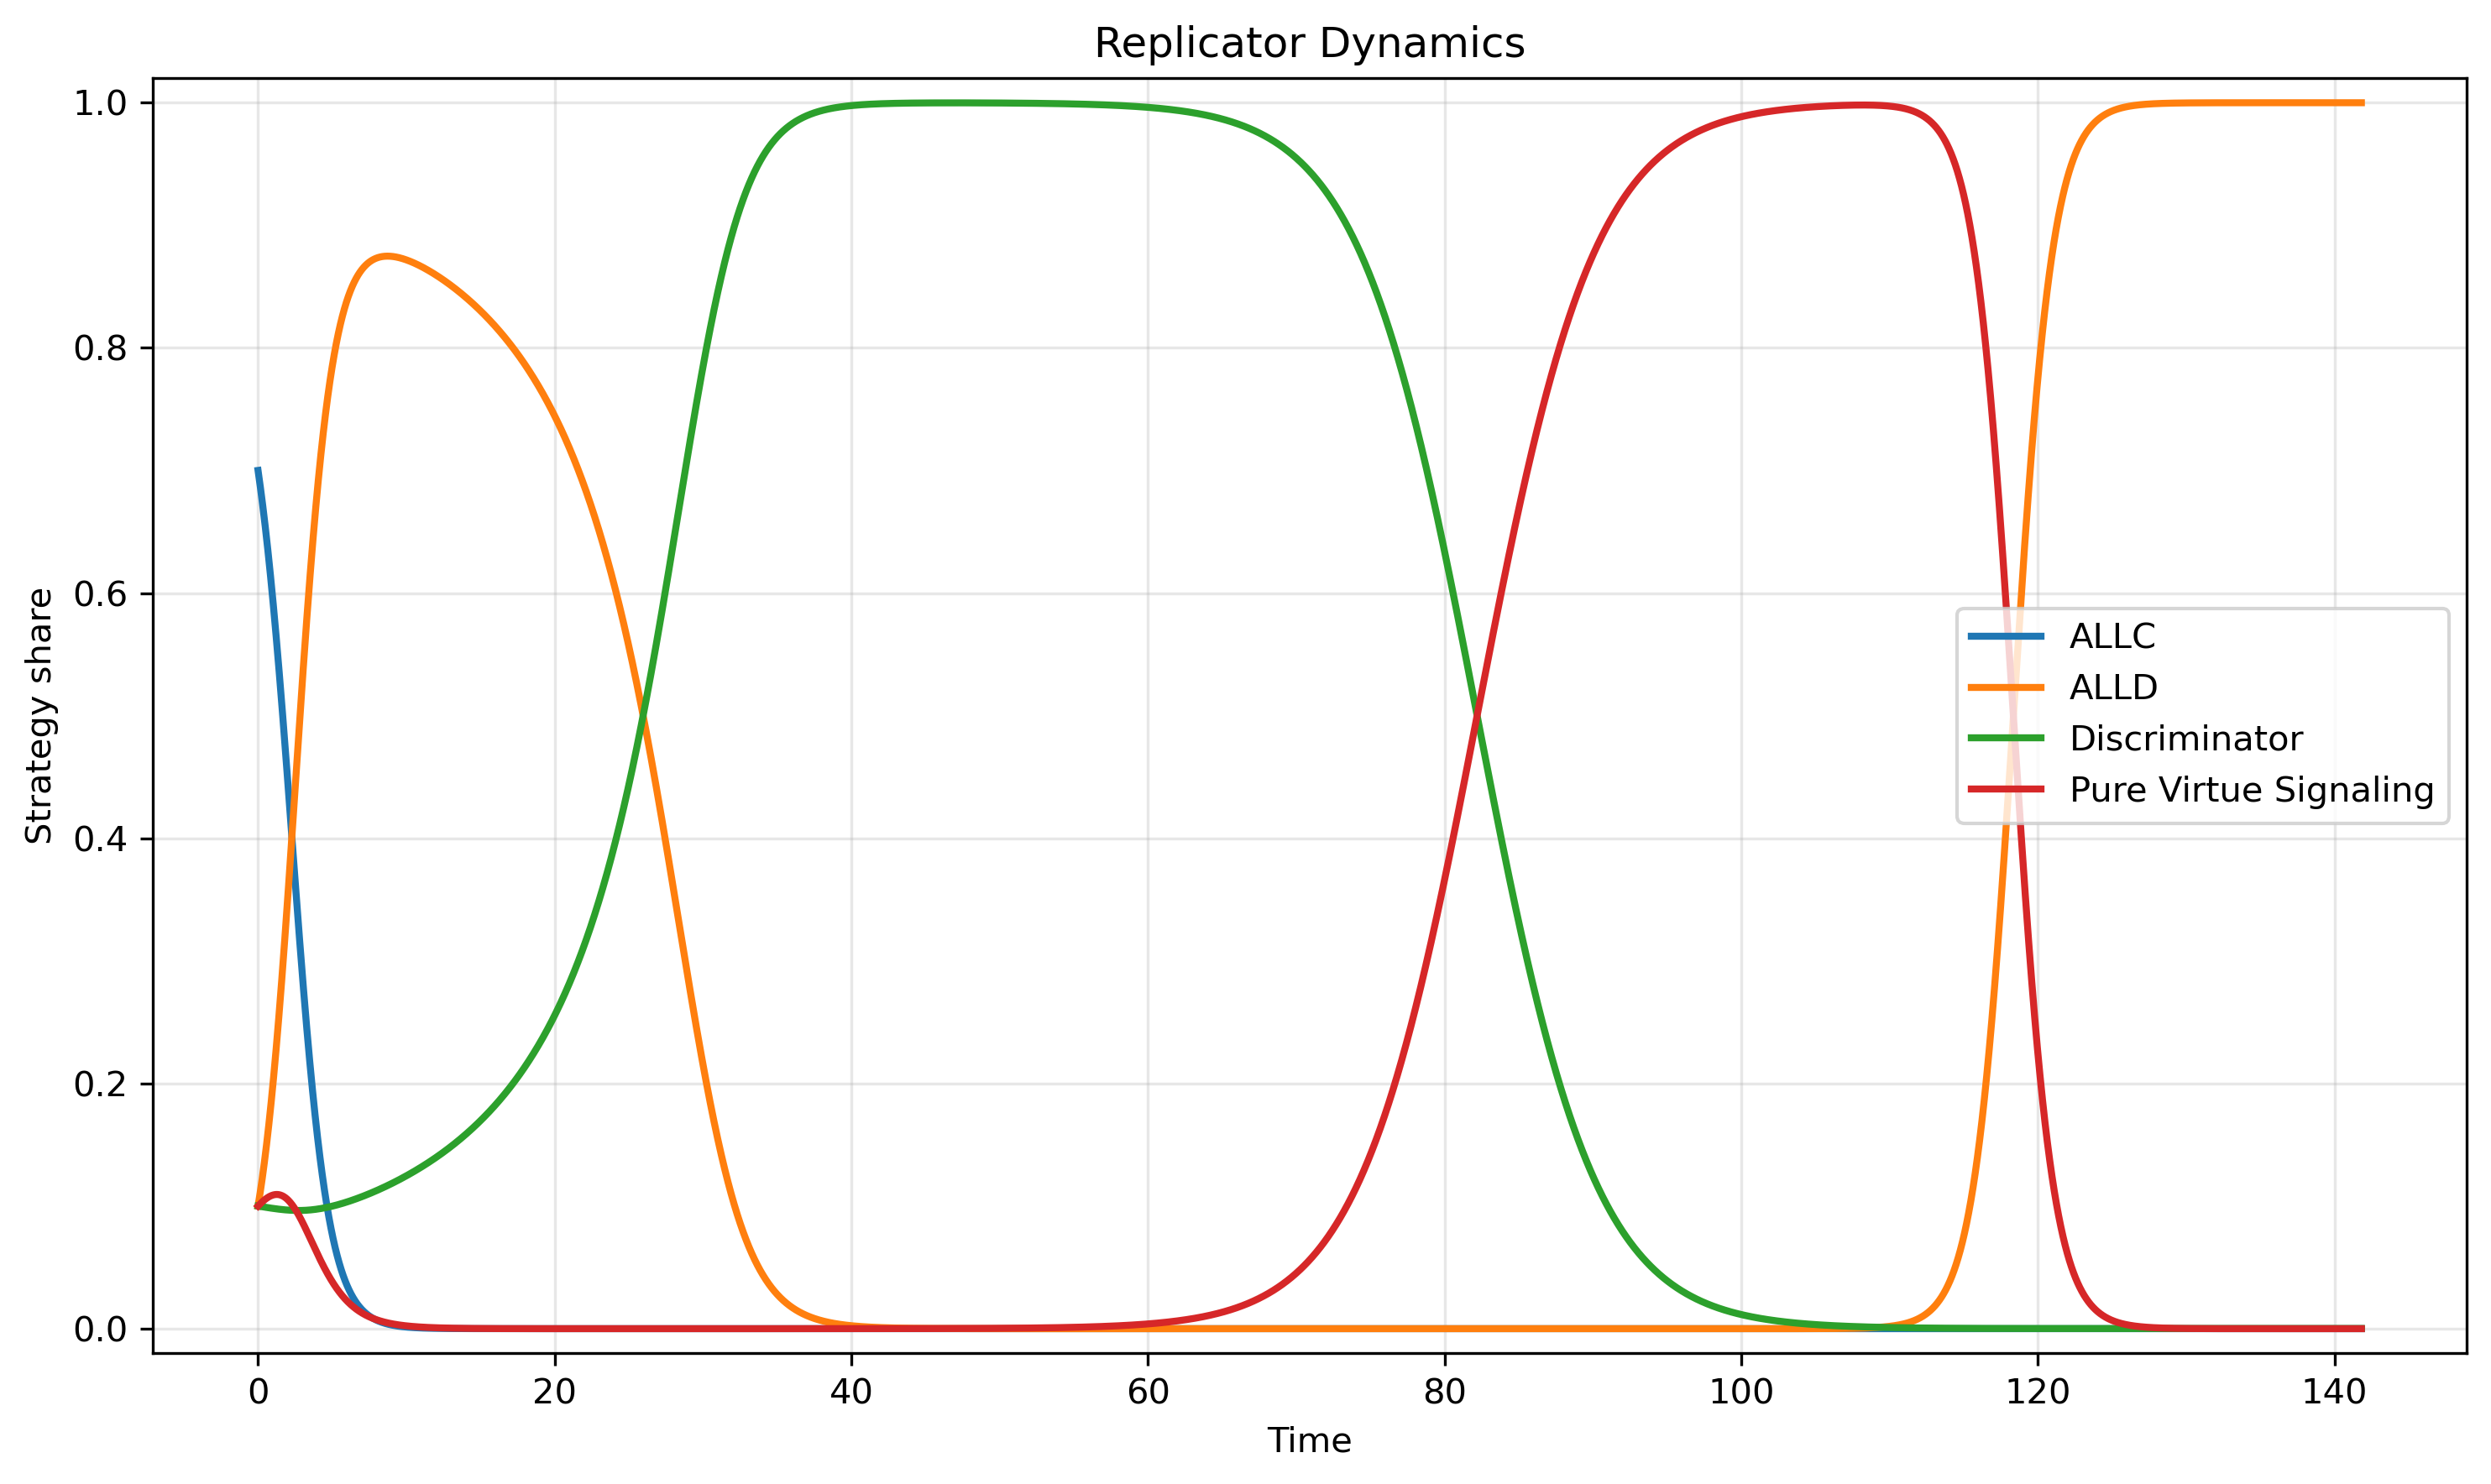 Replicator Dynamics
Strategy share
1.0
0.8
0.6
0.4
0.2
0.0
ALLC
ALLD
Discriminator
Pure Virtue Signaling
0 20 40 60 80 100 120 140
Time